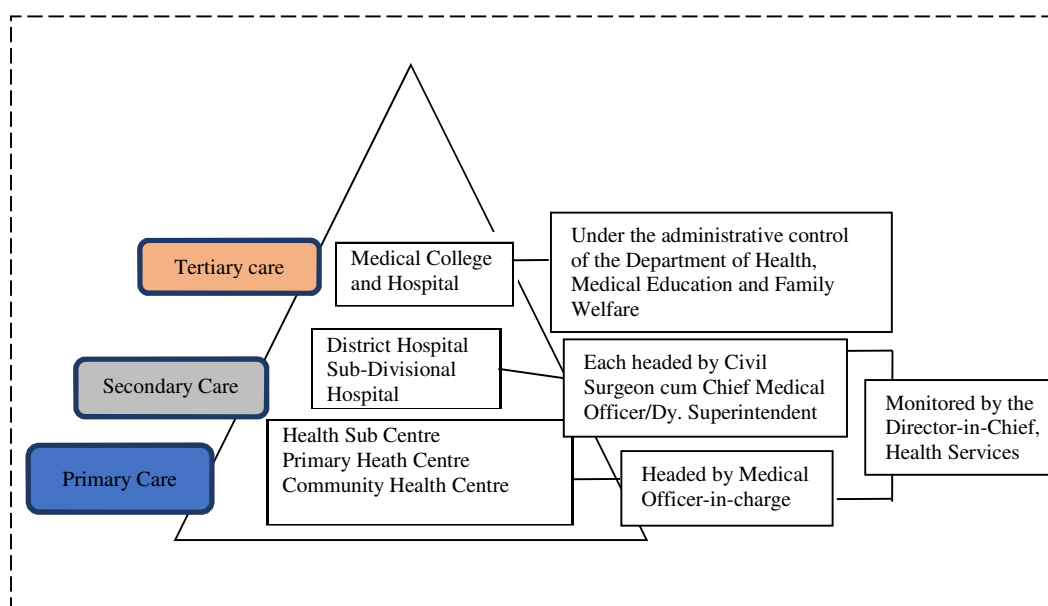 Tertiary care
Medical College
and Hospital
Under the administrative control
of the Department of Health,
Medical Education and Family
Welfare
Secondary Care
District Hospital
Sub-Divisional
Hospital
Each headed by Civil
Surgeon cum Chief Medical
Officer/Dy. Superintendent
Monitored by the
Director-in-Chief,
Health Services
Primary Care
Health Sub Centre
Primary Heath Centre
Community Health Centre
Headed by Medical
Officer-in-charge